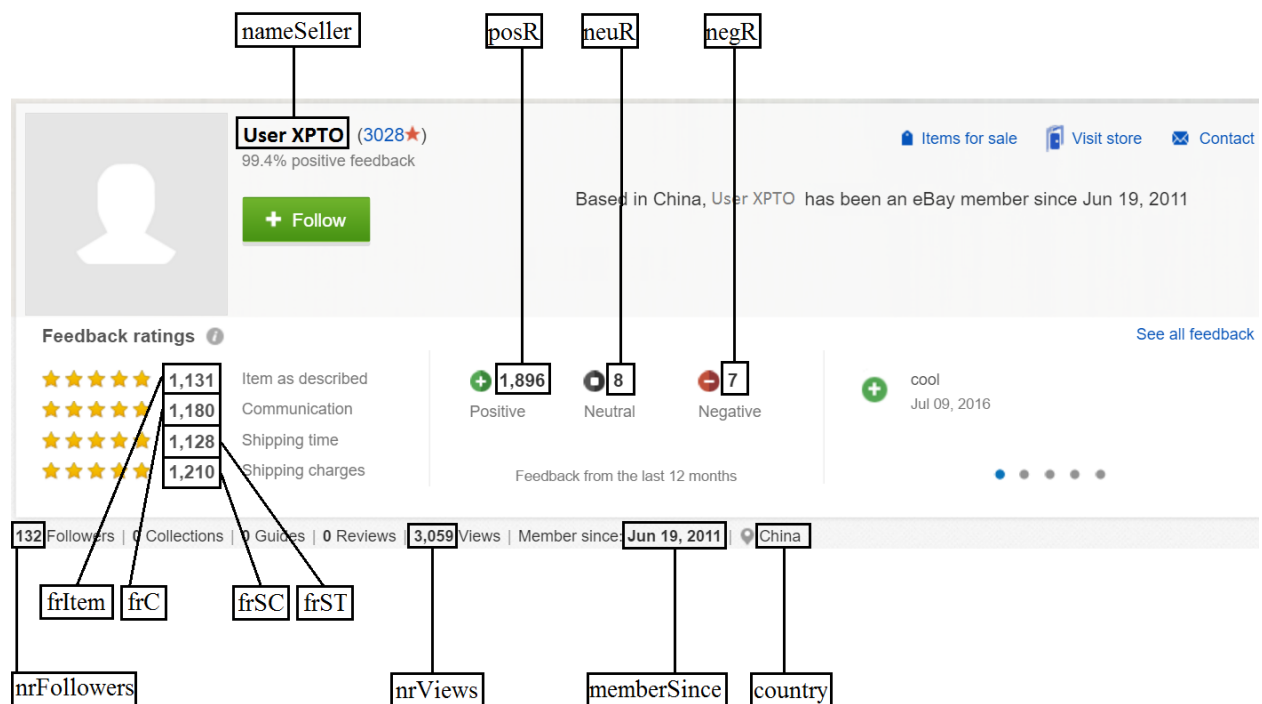 nameSeller posR neuR negR
User XPTO (3028★)
99.4% positive feedback
Items for sale Visit store Contact
Based in China, User XPTO has been an eBay member since Jun 19, 2011
+ Follow
Feedback ratings i
See all feedback
1,131 Item as described
1,180 Communication
1,128 Shipping time
1,210 Shipping charges
1,896 8 7
Positive Neutral Negative
Feedback from the last 12 months
cool
Jul 09, 2016
132 Followers | 0 Collections | 0 Guides | 0 Reviews | 3,059 Views | Member since: Jun 19, 2011 | China
frItem frC frSC frST
nrFollowers nrViews memberSince country